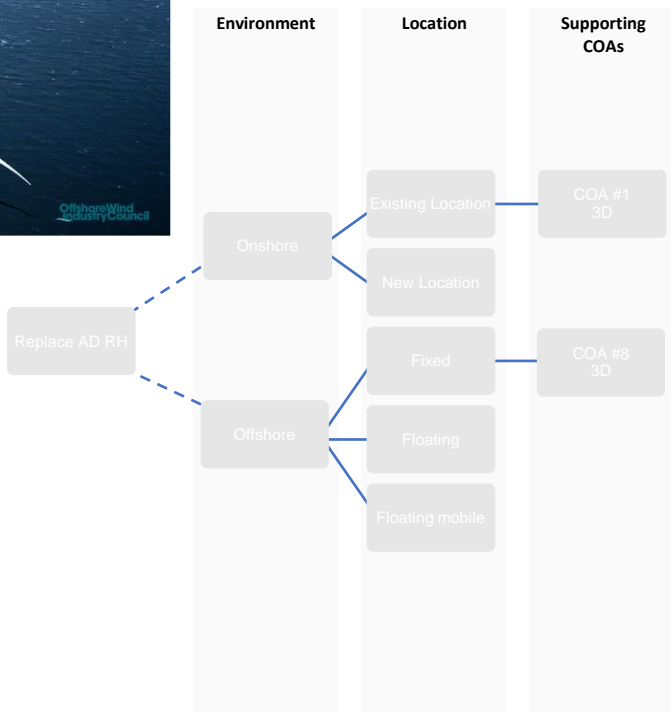 Environment
Location
Supporting
COAs
OffshoreWind
IndustryCouncil
Existing Location
COA #1
3D
Onshore
New Location
Replace AD RH
Fixed
COA #8
3D
Offshore
Floating
Floating mobile